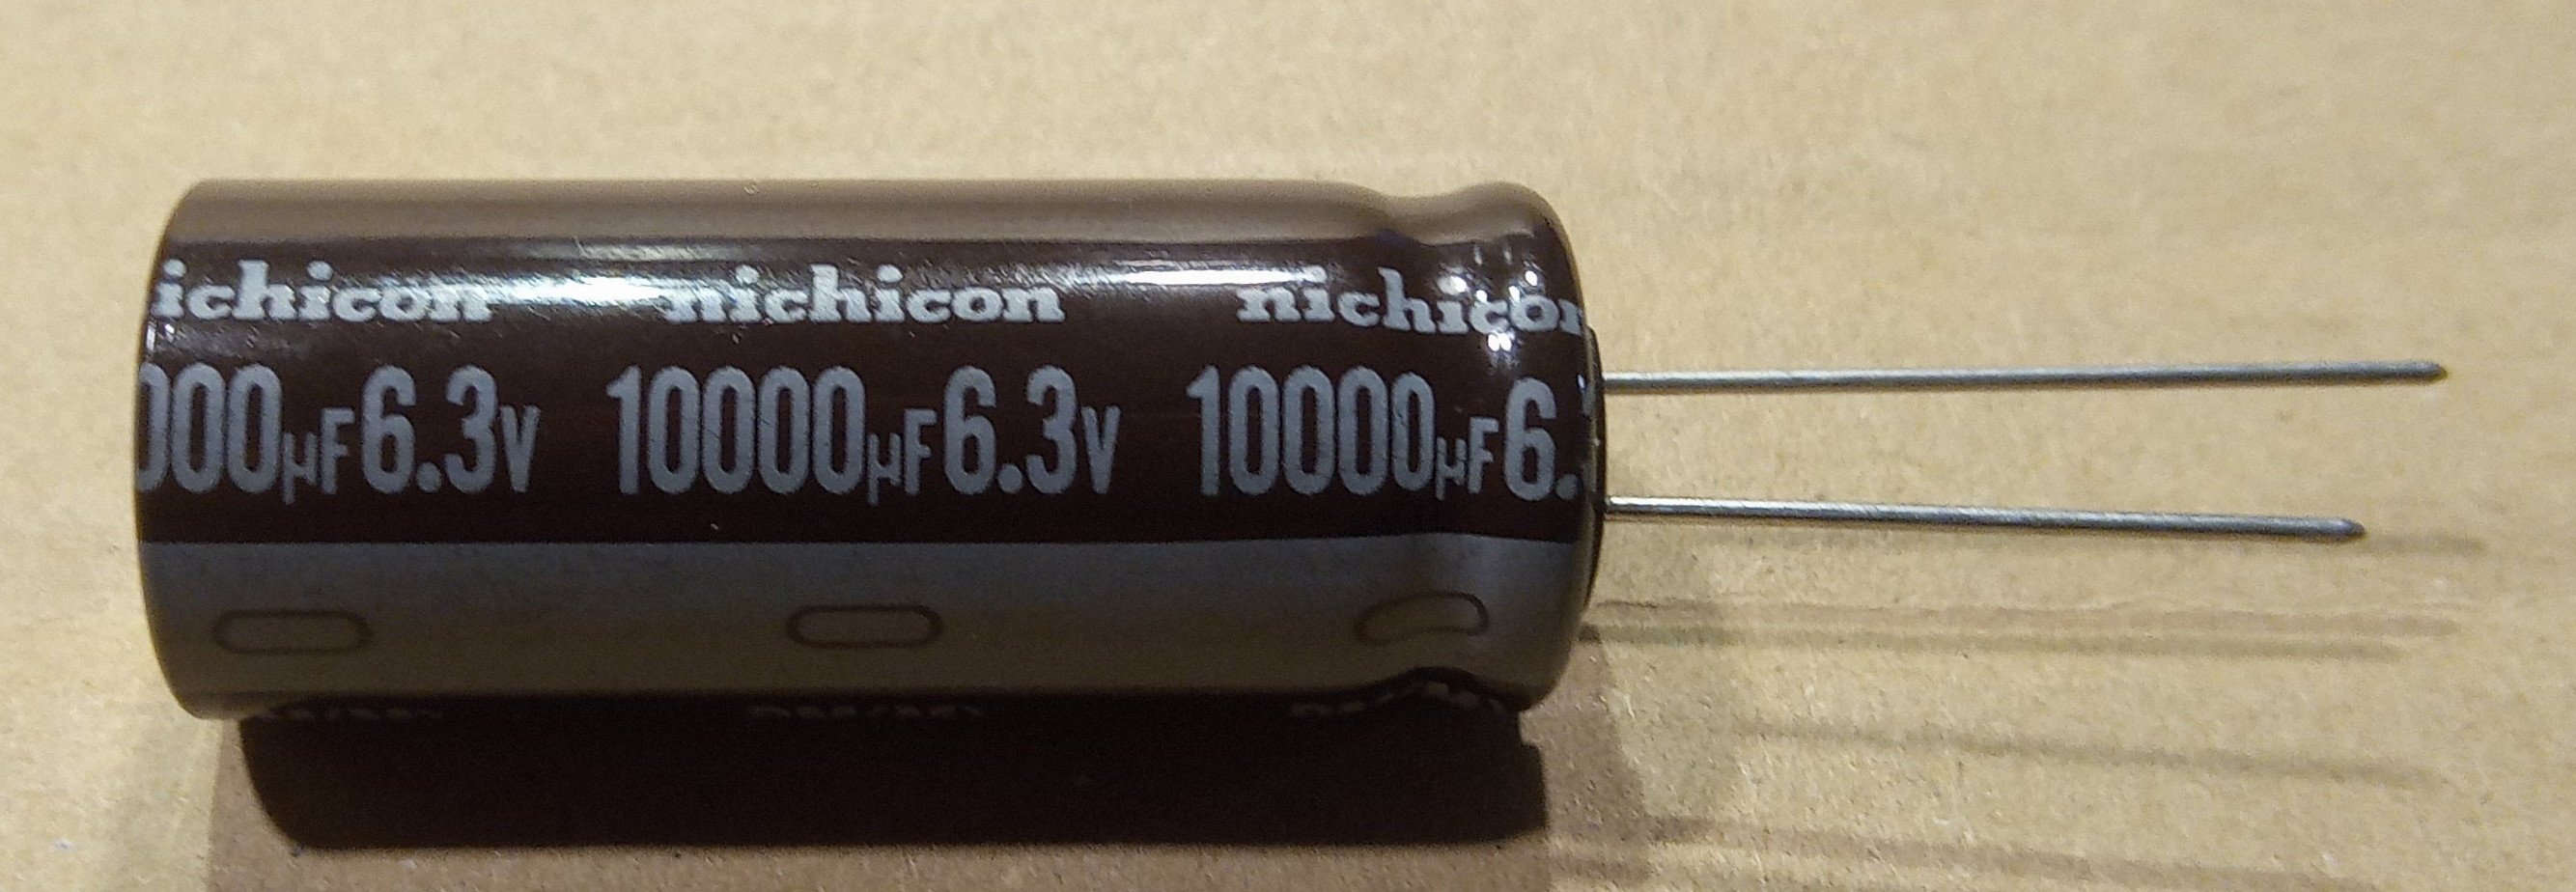 ichicon nichicon nichicon
000µF6.3V 10000µF6.3V 10000µF6.